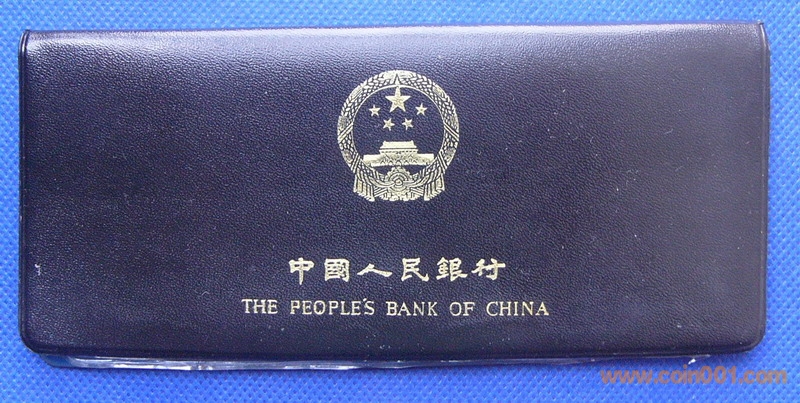 中國人民銀行
THE PEOPLE'S BANK OF CHINA
www.coin001.com